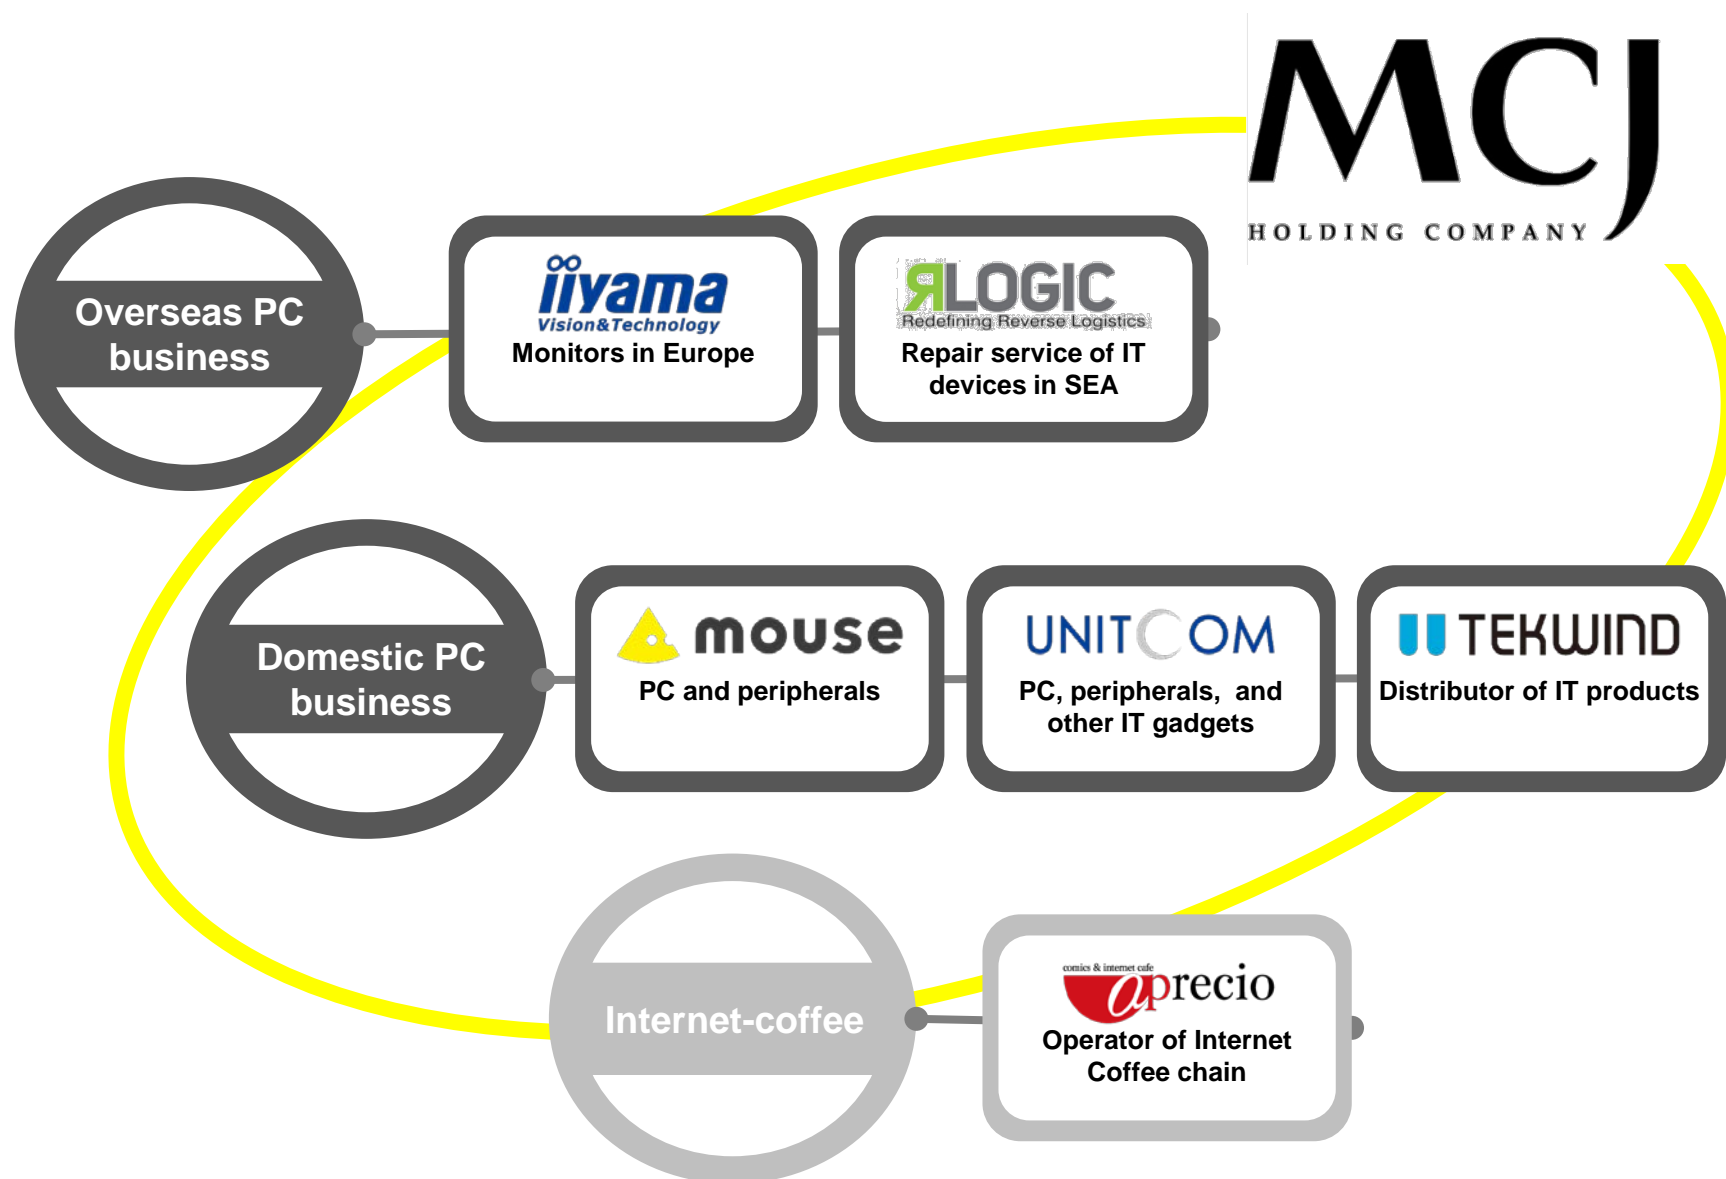 MCJ
HOLDING COMPANY
Overseas PC
business
iiyama
Vision&Technology
Monitors in Europe
RLOGIC
Redefining Reverse Logistics
Repair service of IT
devices in SEA
Domestic PC
business
mouse
PC and peripherals
UNITCOM
PC, peripherals, and
other IT gadgets
TEKWIND
Distributor of IT products
Internet-coffee
comics & internet cafe
aprecio
Operator of Internet
Coffee chain